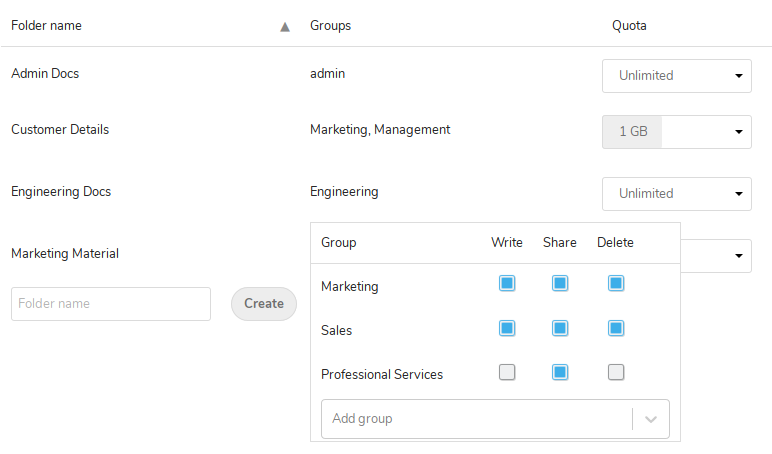 Folder name ▲ Groups Quota
Admin Docs admin Unlimited
Customer Details Marketing, Management 1 GB
Engineering Docs Engineering Unlimited
Group Write Share Delete
Marketing Material
Marketing
Folder name Create
Sales
Professional Services
Add group